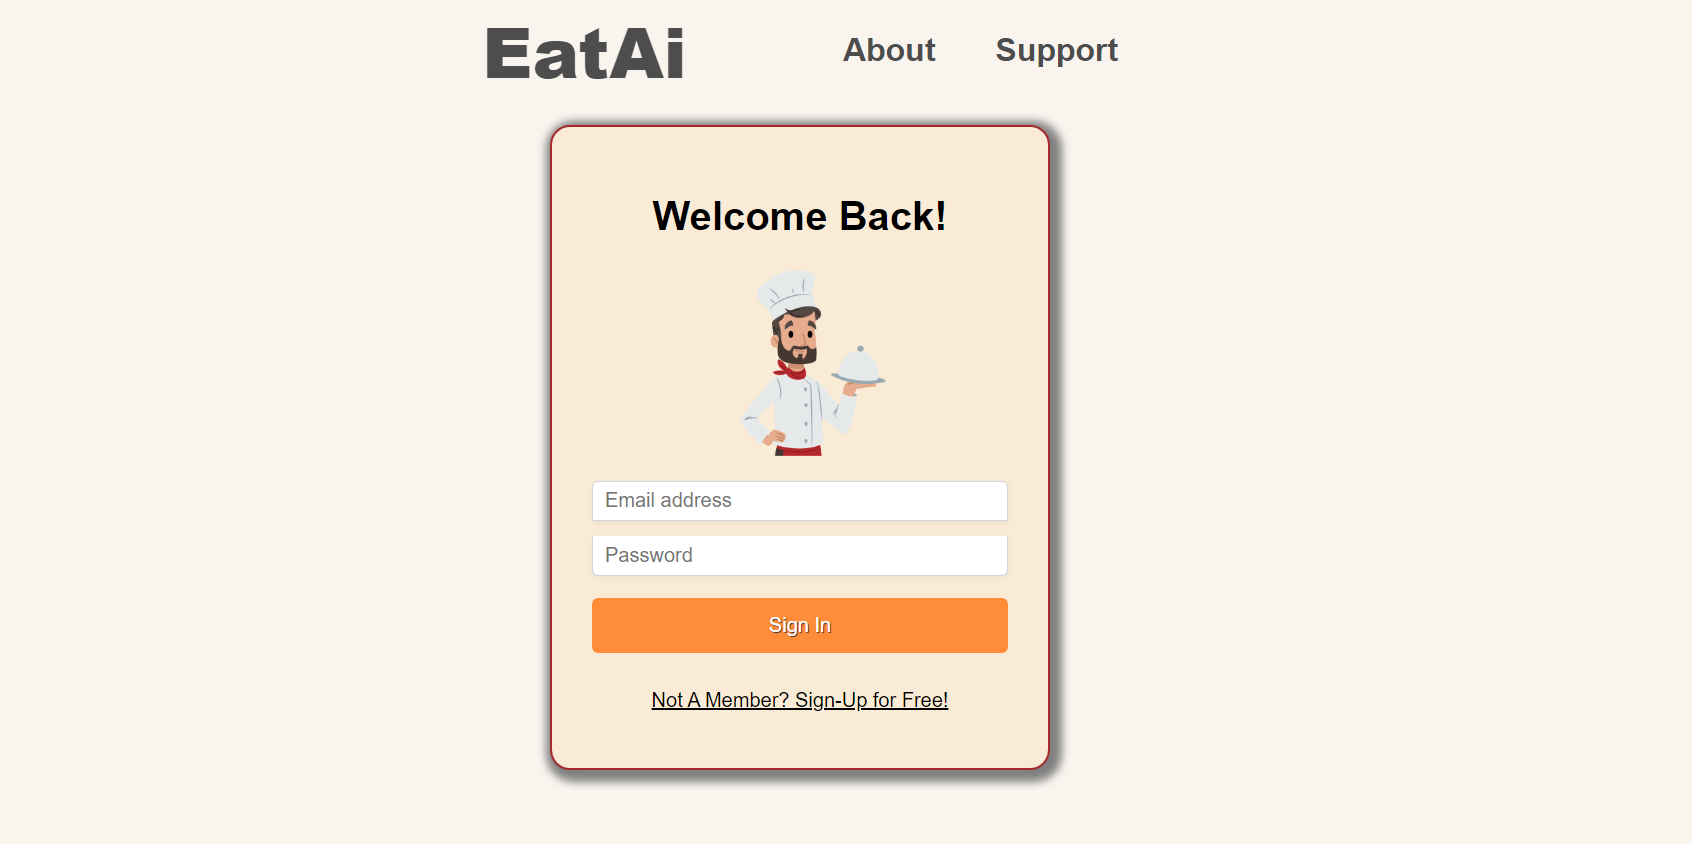 EatAi
About Support
Welcome Back!
Email address
Password
Sign In
Not A Member? Sign-Up for Free!